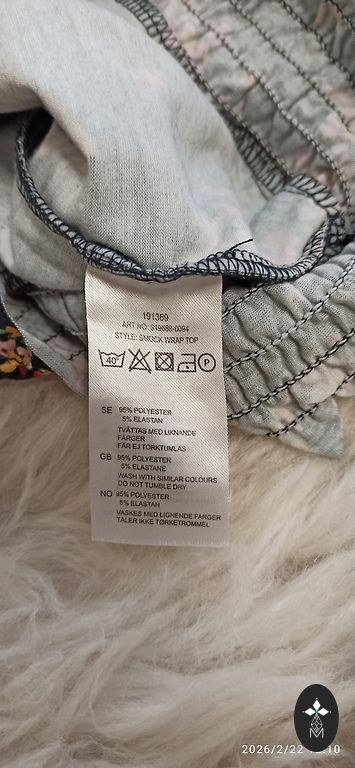 191369
ART NO: 919688-0094
STYLE: SMOCK WRAP TOP
40 P
SE 95% POLYESTER
5% ELASTAN
TVÄTTAS MED LIKNANDE
FÄRGER
FÅR EJ TORKTUMLAS
GB 95% POLYESTER
5% ELASTANE
WASH WITH SIMILAR COLOURS
DO NOT TUMBLE DRY
NO 95% POLYESTER
5% ELASTAN
VASKES MED LIGNENDE FARGER
TÅLER IKKE TØRKETROMMEL
M
2026/2/22